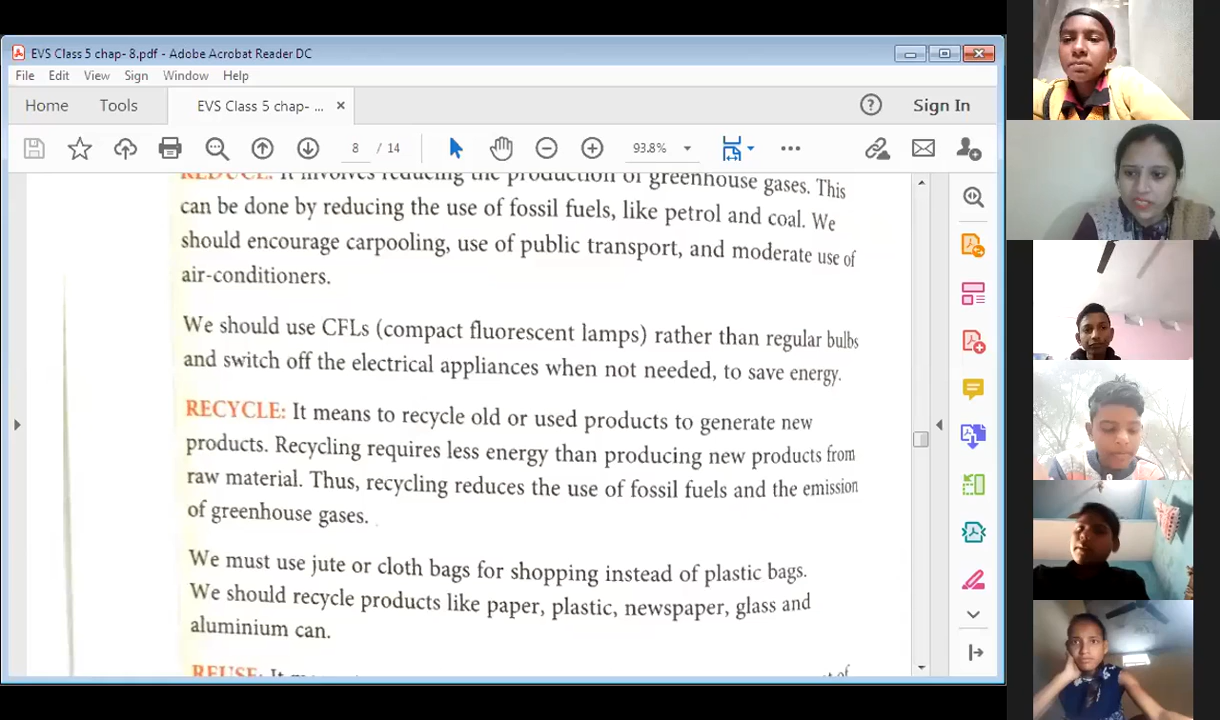 EVS Class 5 chap- 8.pdf - Adobe Acrobat Reader DC
File Edit View Sign Window Help
Home Tools EVS Class 5 chap- ... × ? Sign In
8 / 14 93.8%
REDUCE: It involves reducing the production of greenhouse gases. This
can be done by reducing the use of fossil fuels, like petrol and coal. We
should encourage carpooling, use of public transport, and moderate use of
air-conditioners.
We should use CFLs (compact fluorescent lamps) rather than regular bulbs
and switch off the electrical appliances when not needed, to save energy.
RECYCLE: It means to recycle old or used products to generate new
products. Recycling requires less energy than producing new products from
raw material. Thus, recycling reduces the use of fossil fuels and the emission
of greenhouse gases.
We must use jute or cloth bags for shopping instead of plastic bags.
We should recycle products like paper, plastic, newspaper, glass and
aluminium can.
REUSE: It of